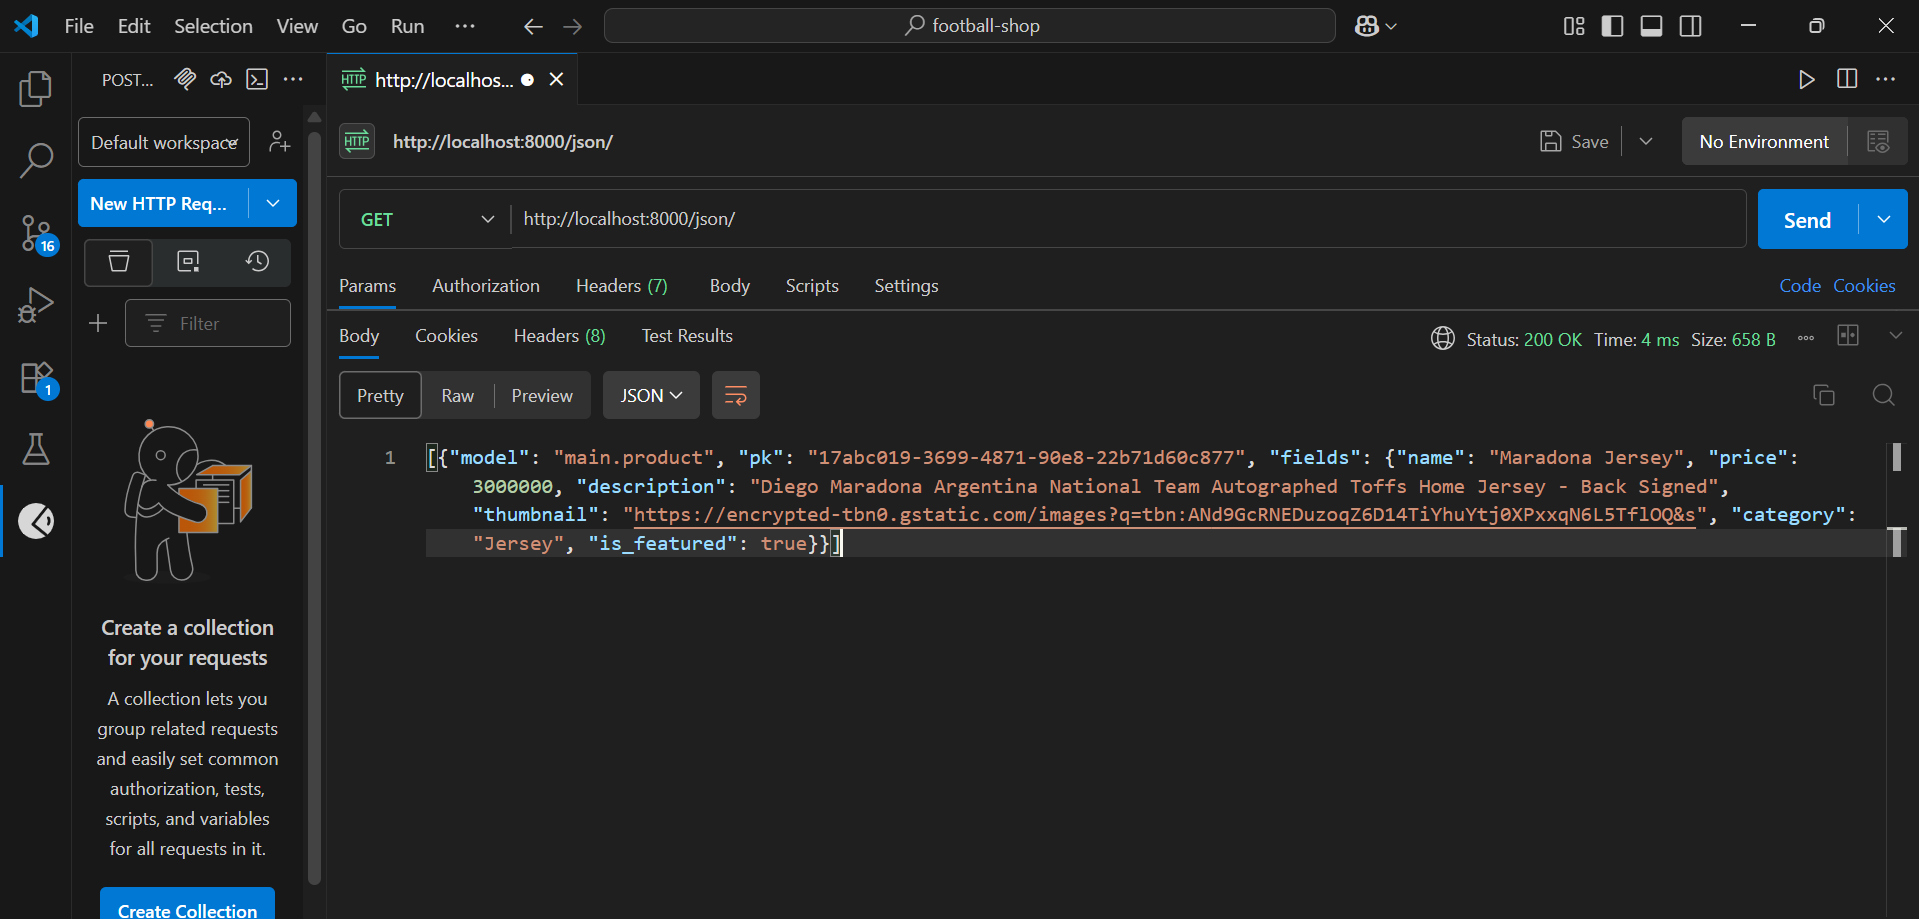 File Edit Selection View Go Run ···
football-shop
POST...
http://localhos...
Default workspace
http://localhost:8000/json/
Save
No Environment
New HTTP Req...
GET
http://localhost:8000/json/
Send
16
Params Authorization Headers (7) Body Scripts Settings
Code Cookies
Filter
Body Cookies Headers (8) Test Results
Status: 200 OK Time: 4 ms Size: 658 B
1
Pretty Raw Preview JSON
1 [{"model": "main.product", "pk": "17abc019-3699-4871-90e8-22b71d60c877", "fields": {"name": "Maradona Jersey", "price":
3000000, "description": "Diego Maradona Argentina National Team Autographed Toffs Home Jersey - Back Signed",
"thumbnail": "https://encrypted-tbn0.gstatic.com/images?q=tbn:ANd9GcRNEDuzoqZ6D14TiYhuYtj0XPxxqN6L5TflOQ&s", "category":
"Jersey", "is_featured": true}}]
Create a collection
for your requests
A collection lets you
group related requests
and easily set common
authorization, tests,
scripts, and variables
for all requests in it.
Create Collection